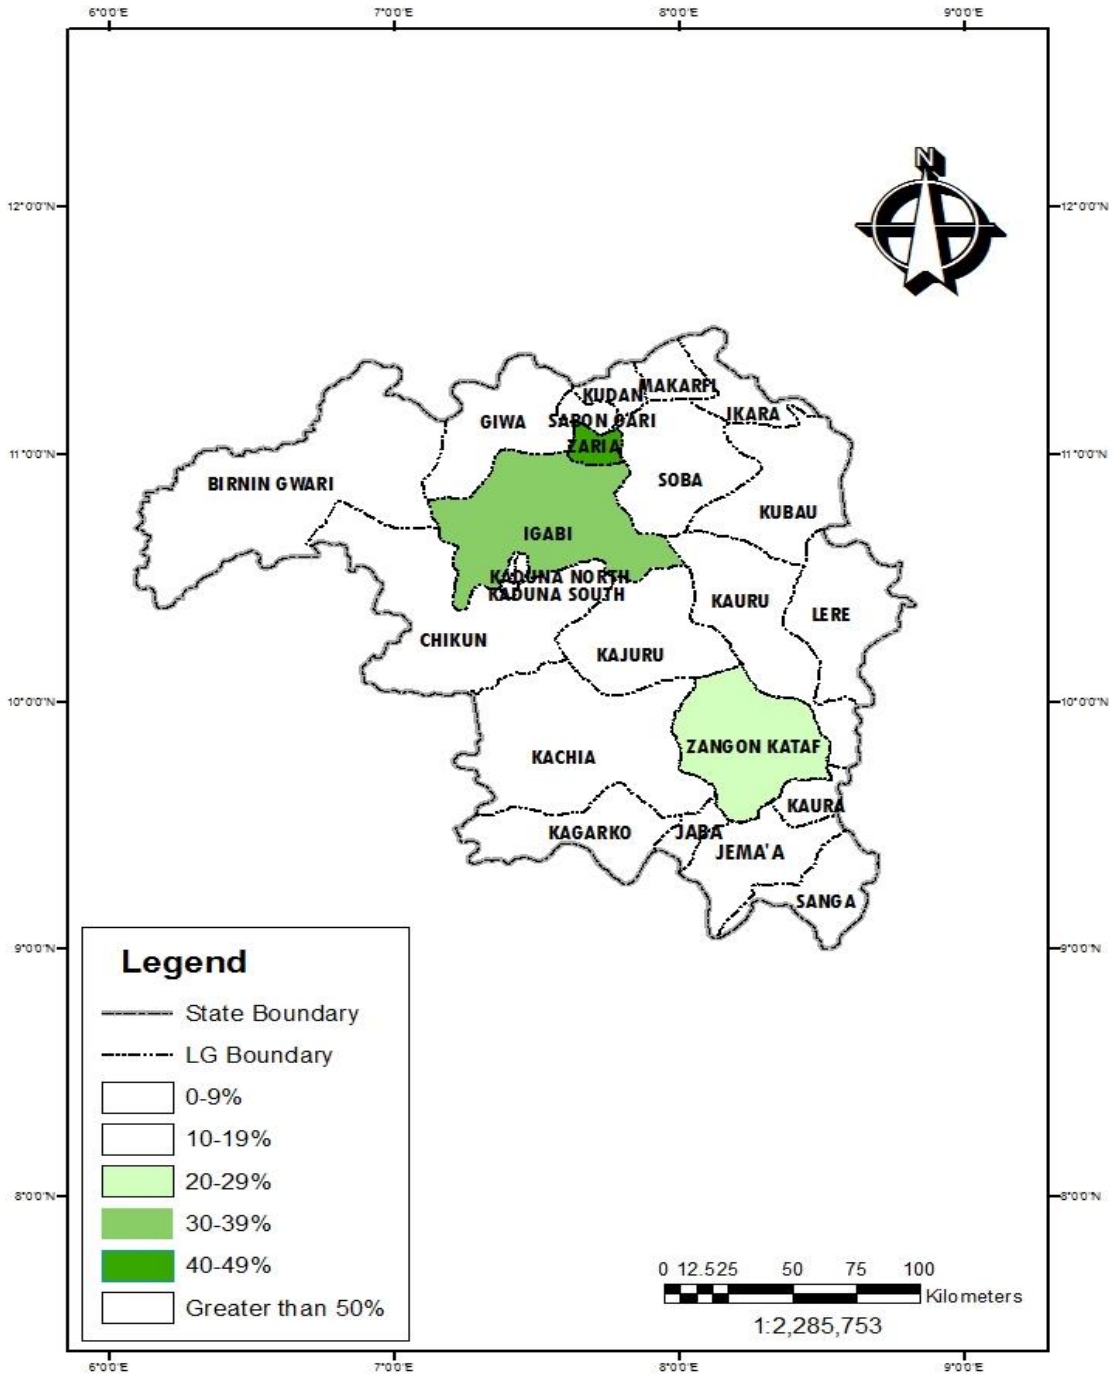 6°0'0"E 7°0'0"E 8°0'0"E 9°0'0"E
N
12°0'0"N 12°0'0"N
MAKARFI
KUDAN
IKARA
GIWA SABON GARI
ZARIA
11°0'0"N 11°0'0"N
BIRNIN GWARI SOBA
KUBAU
IGABI
KADUNA NORTH
KADUNA SOUTH
KAURU
LERE
CHIKUN
KAJURU
10°0'0"N 10°0'0"N
ZANGON KATAF
KACHIA
KAURA
KAGARKO JABA
JEMA'A
SANGA
9°0'0"N 9°0'0"N
Legend
State Boundary
LG Boundary
0-9%
10-19%
20-29%
30-39%
40-49%
Greater than 50%
8°0'0"N 8°0'0"N
0 12.525 50 75 100
Kilometers
1:2,285,753
6°0'0"E 7°0'0"E 8°0'0"E 9°0'0"E